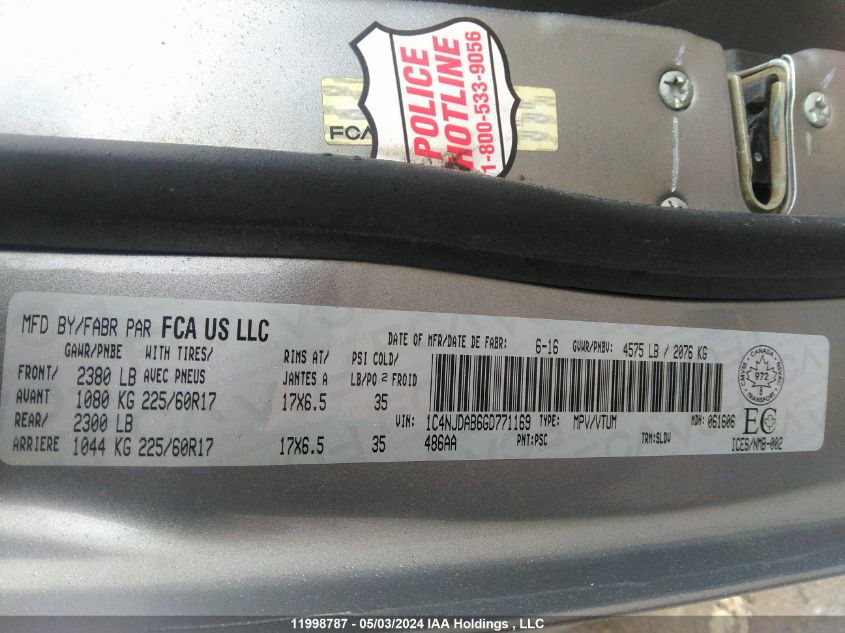 POLICE
HOTLINE
1-800-533-9056
FCA
MFD BY/FABR PAR FCA US LLC
DATE OF MFR/DATE DE FABR: 6-16 GVWR/PNBV: 4575 LB / 2076 KG
GAWR/PNBE WITH TIRES/ RIMS AT/ PSI COLD/
FRONT/ 2380 LB AVEC PNEUS JANTES A LB/PO² FROID
AVANT 1080 KG 225/60R17 17X6.5 35
REAR/ 2300 LB
ARRIERE 1044 KG 225/60R17 17X6.5 35
CANADA
972
TRANSPORT
VIN: 1C4NJDAB6GD771169 TYPE: MPV/VTUM MDH: 061606
486AA PNT:PSC TRM:SLDV
EC
ICES/NMB-002
11998787 - 05/03/2024 IAA Holdings , LLC